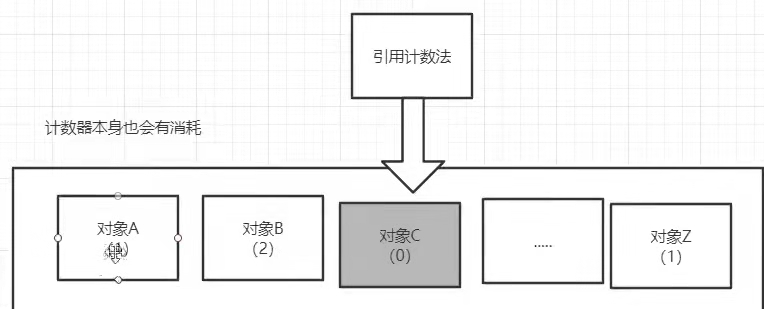 引用计数法
计数器本身也会有消耗
对象A
(1)
对象B
(2)
对象C
(0)
.....
对象Z
(1)